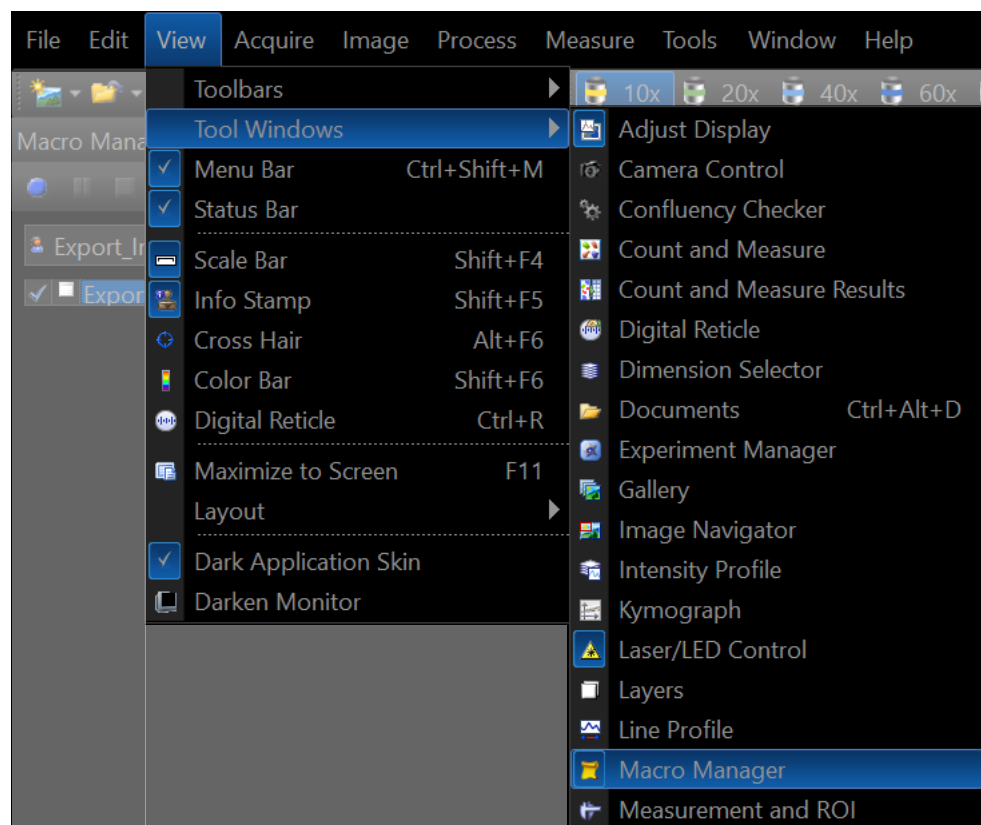 File Edit View Acquire Image Process Measure Tools Window Help
10x 20x 40x 60x
Macro Mana
Export_Ir
Expor
Toolbars
Tool Windows
Menu Bar Ctrl+Shift+M
Status Bar
Scale Bar Shift+F4
Info Stamp Shift+F5
Cross Hair Alt+F6
Color Bar Shift+F6
Digital Reticle Ctrl+R
Maximize to Screen F11
Layout
Dark Application Skin
Darken Monitor
Adjust Display
Camera Control
Confluency Checker
Count and Measure
Count and Measure Results
Digital Reticle
Dimension Selector
Documents Ctrl+Alt+D
Experiment Manager
Gallery
Image Navigator
Intensity Profile
Kymograph
Laser/LED Control
Layers
Line Profile
Macro Manager
Measurement and ROI